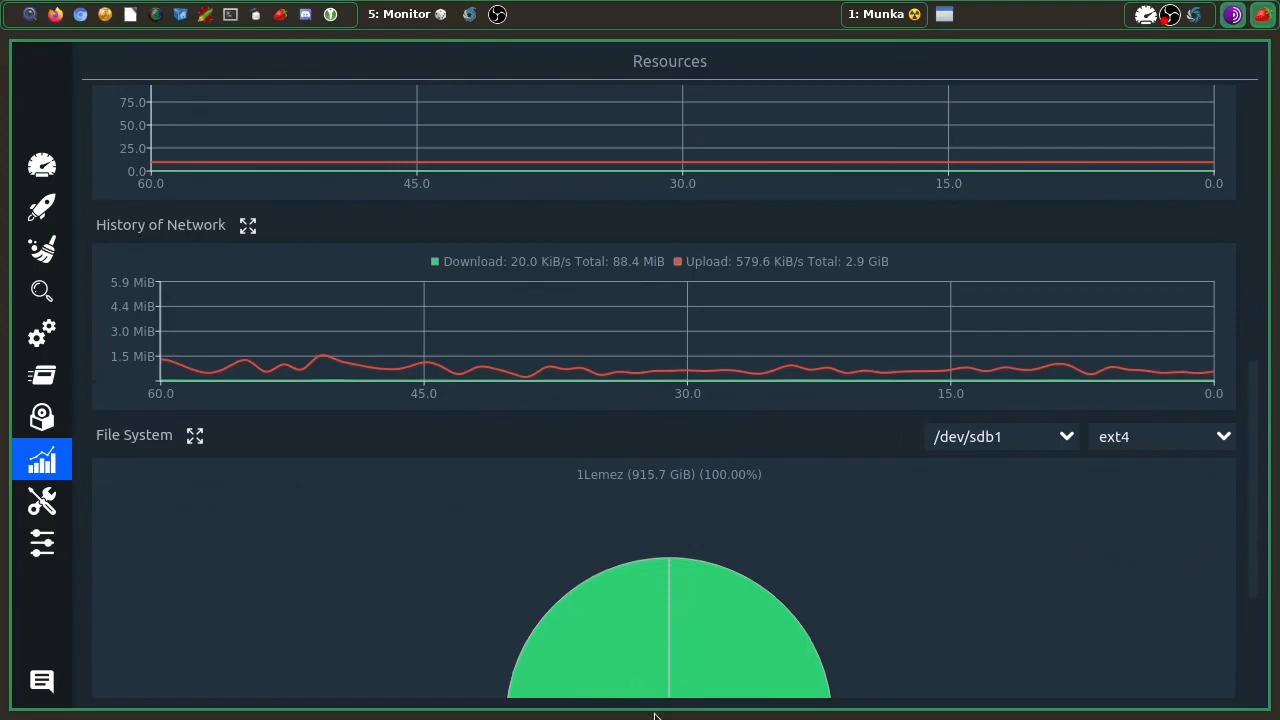 5: Monitor
1: Munka
Resources
75.0
50.0
25.0
0.0
60.0 45.0 30.0 15.0 0.0
History of Network
Download: 20.0 KiB/s Total: 88.4 MiB Upload: 579.6 KiB/s Total: 2.9 GiB
5.9 MiB
4.4 MiB
3.0 MiB
1.5 MiB
60.0 45.0 30.0 15.0 0.0
File System
/dev/sdb1
ext4
1Lemez (915.7 GiB) (100.00%)